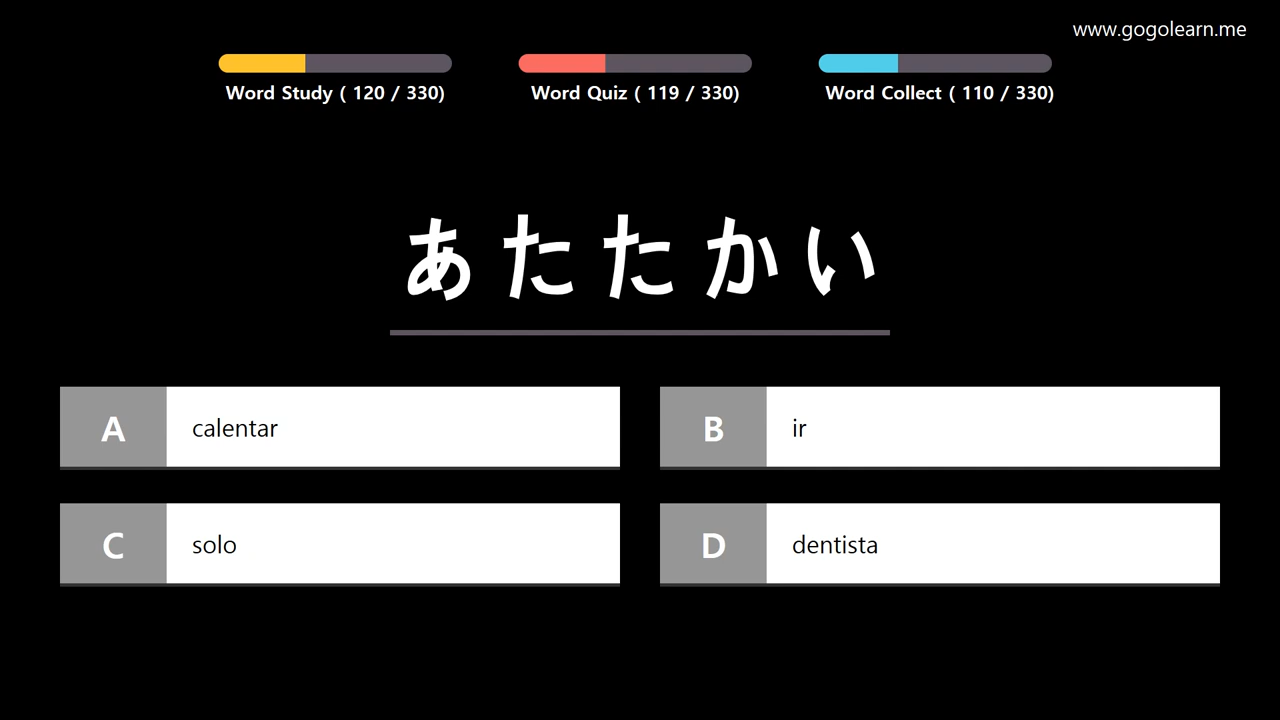 www.gogolearn.me
Word Study ( 120 / 330)
Word Quiz ( 119 / 330)
Word Collect ( 110 / 330)
あたたかい
A calentar
B ir
C solo
D dentista